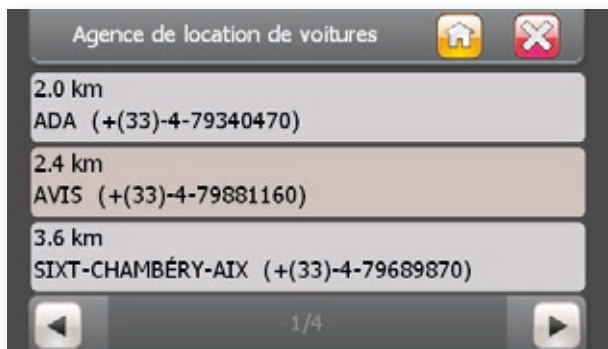 Agence de location de voitures
2.0 km
ADA (+(33)-4-79340470)
2.4 km
AVIS (+(33)-4-79881160)
3.6 km
SIXT-CHAMBÉRY-AIX (+(33)-4-79689870)
1/4